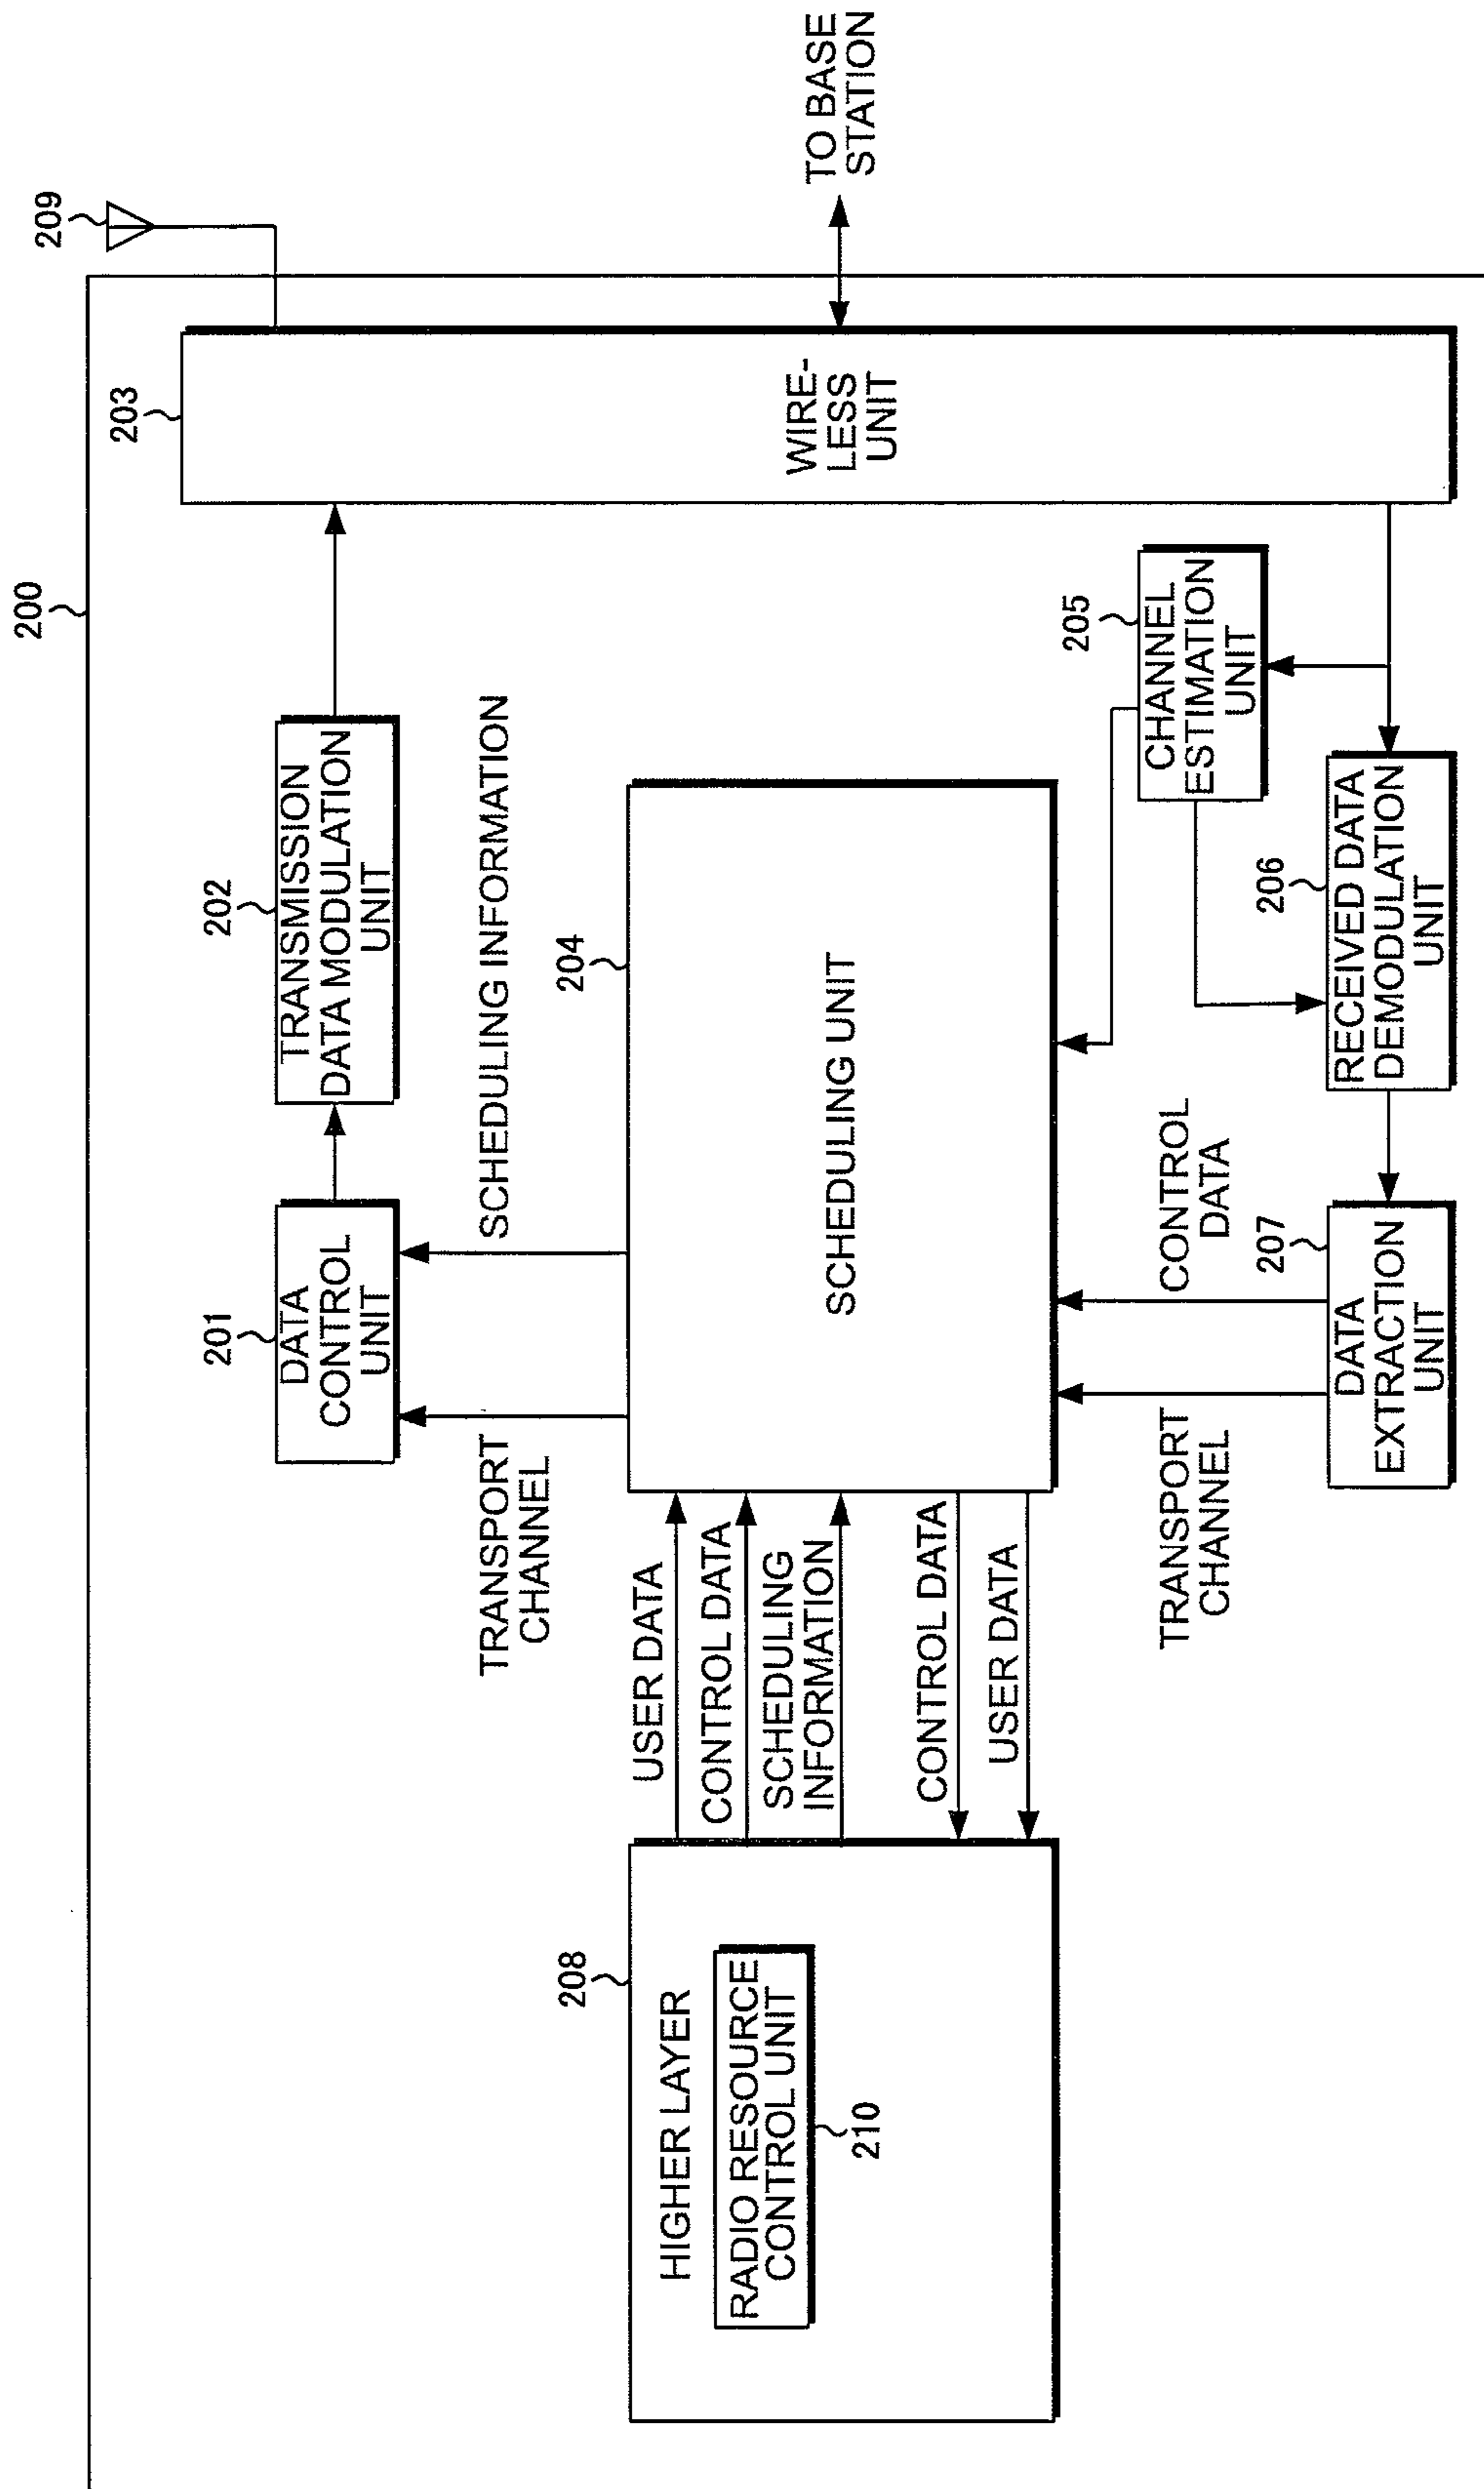 200
209
203
202
201
TRANSMISSION
DATA MODULATION
UNIT
DATA
CONTROL
UNIT
WIRE-
LESS
UNIT
TO BASE
STATION
TRANSPORT
CHANNEL
SCHEDULING INFORMATION
208
HIGHER LAYER
RADIO RESOURCE
CONTROL UNIT
210
USER DATA
CONTROL DATA
SCHEDULING
INFORMATION
CONTROL DATA
USER DATA
204
SCHEDULING UNIT
205
CHANNEL
ESTIMATION
UNIT
TRANSPORT
CHANNEL
CONTROL
DATA
207
DATA
EXTRACTION
UNIT
206
RECEIVED DATA
DEMODULATION
UNIT